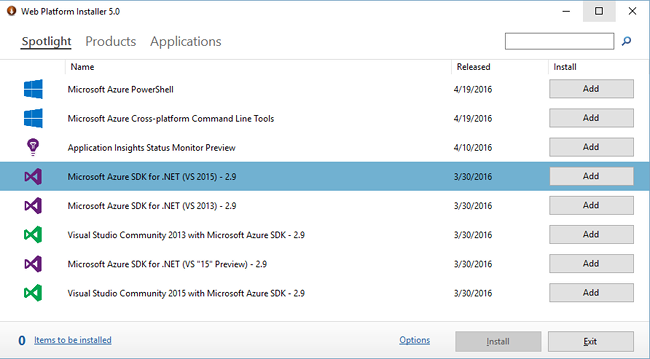 Web Platform Installer 5.0
Spotlight Products Applications
Name Released Install
Microsoft Azure PowerShell 4/19/2016 Add
Microsoft Azure Cross-platform Command Line Tools 4/19/2016 Add
Application Insights Status Monitor Preview 4/10/2016 Add
Microsoft Azure SDK for .NET (VS 2015) - 2.9 3/30/2016 Add
Microsoft Azure SDK for .NET (VS 2013) - 2.9 3/30/2016 Add
Visual Studio Community 2013 with Microsoft Azure SDK - 2.9 3/30/2016 Add
Microsoft Azure SDK for .NET (VS "15" Preview) - 2.9 3/30/2016 Add
Visual Studio Community 2015 with Microsoft Azure SDK - 2.9 3/30/2016 Add
0 Items to be installed Options Install Exit